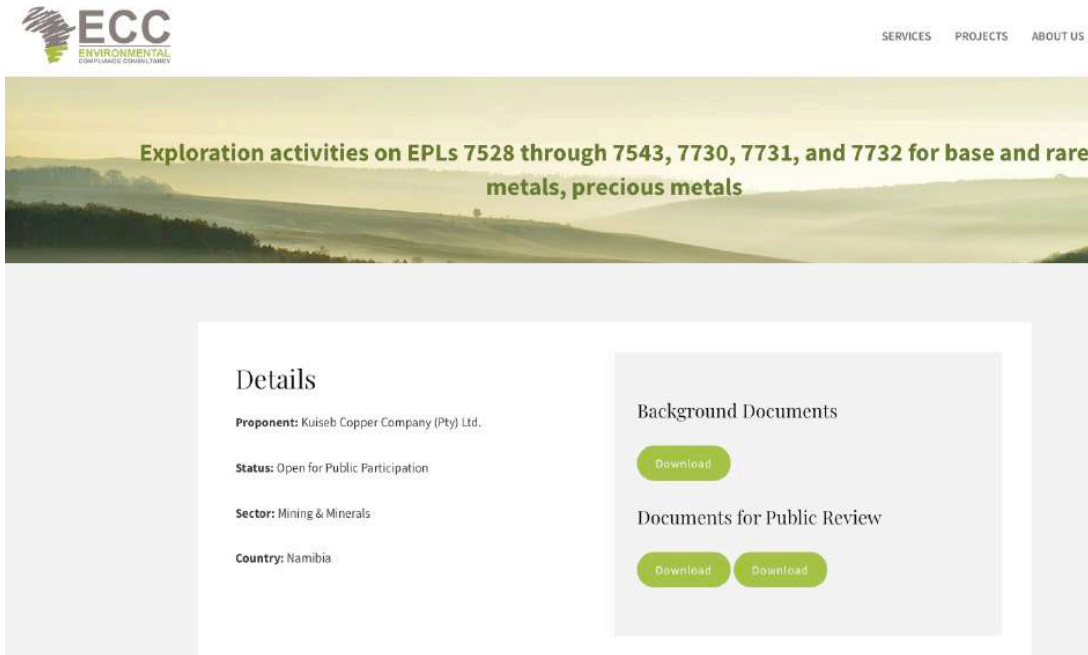 ECC
ENVIRONMENTAL
COMPLIANCE CONSULTANCY
SERVICES PROJECTS ABOUT US
Exploration activities on EPLs 7528 through 7543, 7730, 7731, and 7732 for base and rare
metals, precious metals
Details
Proponent: Kuiseb Copper Company (Pty) Ltd.
Status: Open for Public Participation
Sector: Mining & Minerals
Country: Namibia
Background Documents
Download
Documents for Public Review
Download Download